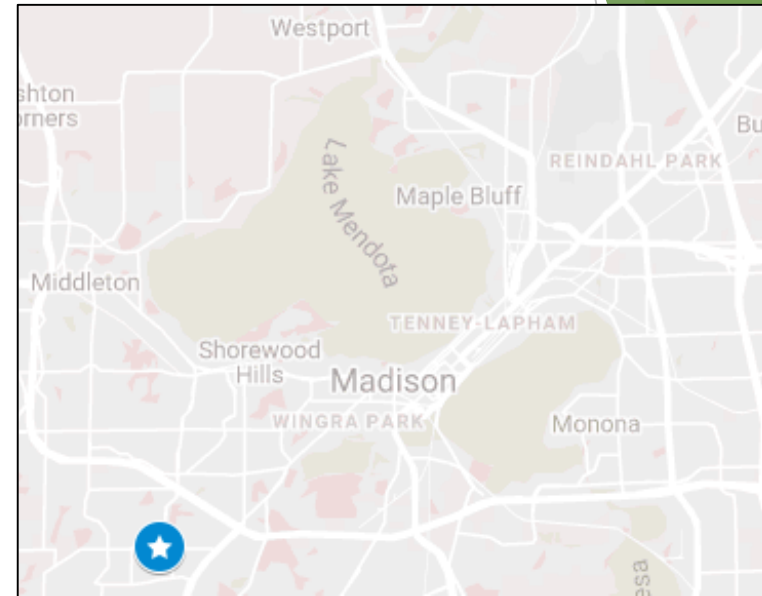 Westport
shton
rners
Bu
REINDAHL PARK
Lake Mendota
Maple Bluff
Middleton
TENNEY-LAPHAM
Shorewood
Hills
Madison
WINGRA PARK
Monona
esa